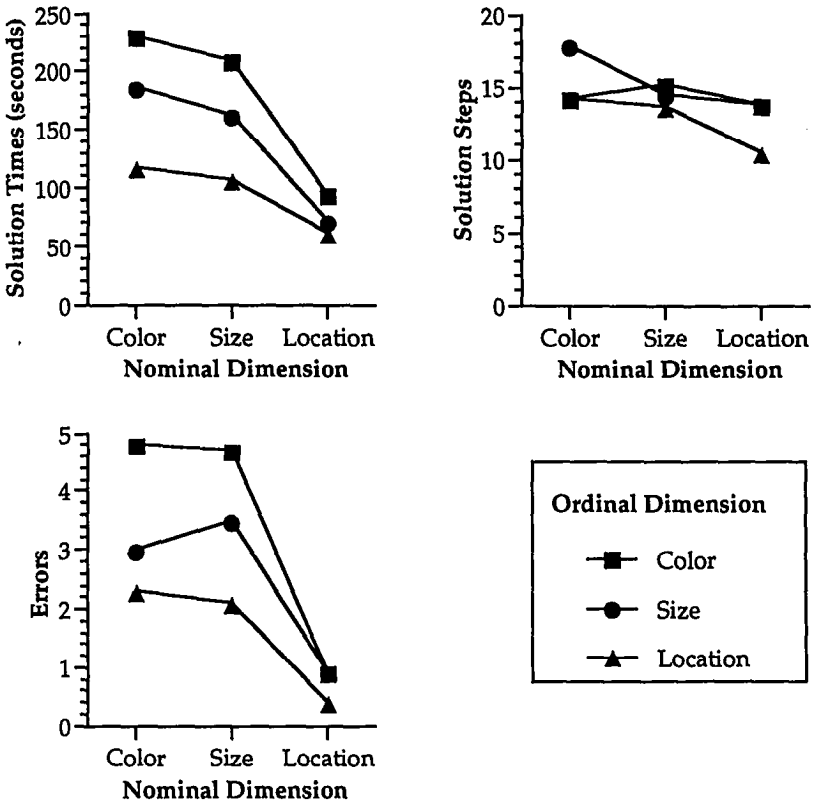 Solution Times (seconds)
250
200
150
100
50
0
Color Size Location
Nominal Dimension
Solution Steps
20
15
10
5
0
Color Size Location
Nominal Dimension
Errors
5
4
3
2
1
0
Color Size Location
Nominal Dimension
Ordinal Dimension
Color
Size
Location